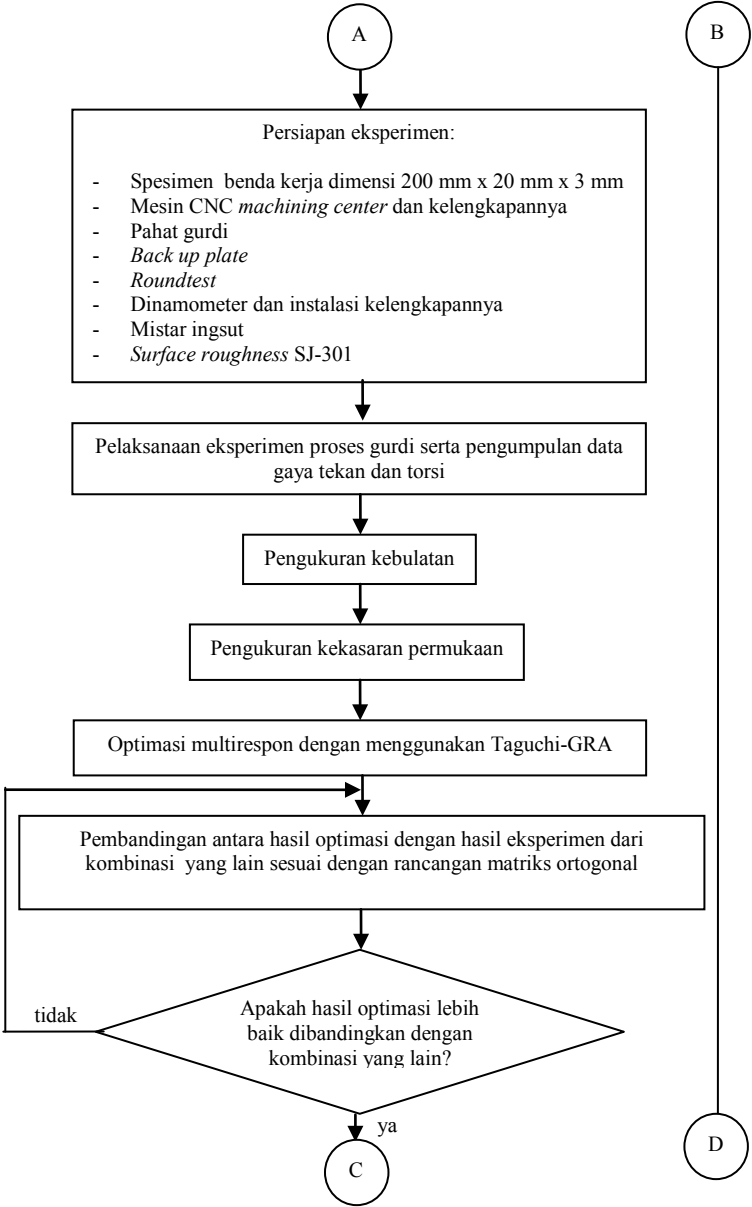 A
B
Persiapan eksperimen:
- Spesimen benda kerja dimensi 200 mm x 20 mm x 3 mm
- Mesin CNC machining center dan kelengkapannya
- Pahat gurdi
- Back up plate
- Roundtest
- Dinamometer dan instalasi kelengkapannya
- Mistar ingsut
- Surface roughness SJ-301
Pelaksanaan eksperimen proses gurdi serta pengumpulan data
gaya tekan dan torsi
Pengukuran kebulatan
Pengukuran kekasaran permukaan
Optimasi multirespon dengan menggunakan Taguchi-GRA
Pembandingan antara hasil optimasi dengan hasil eksperimen dari
kombinasi yang lain sesuai dengan rancangan matriks ortogonal
tidak
Apakah hasil optimasi lebih
baik dibandingkan dengan
kombinasi yang lain?
ya
C
D